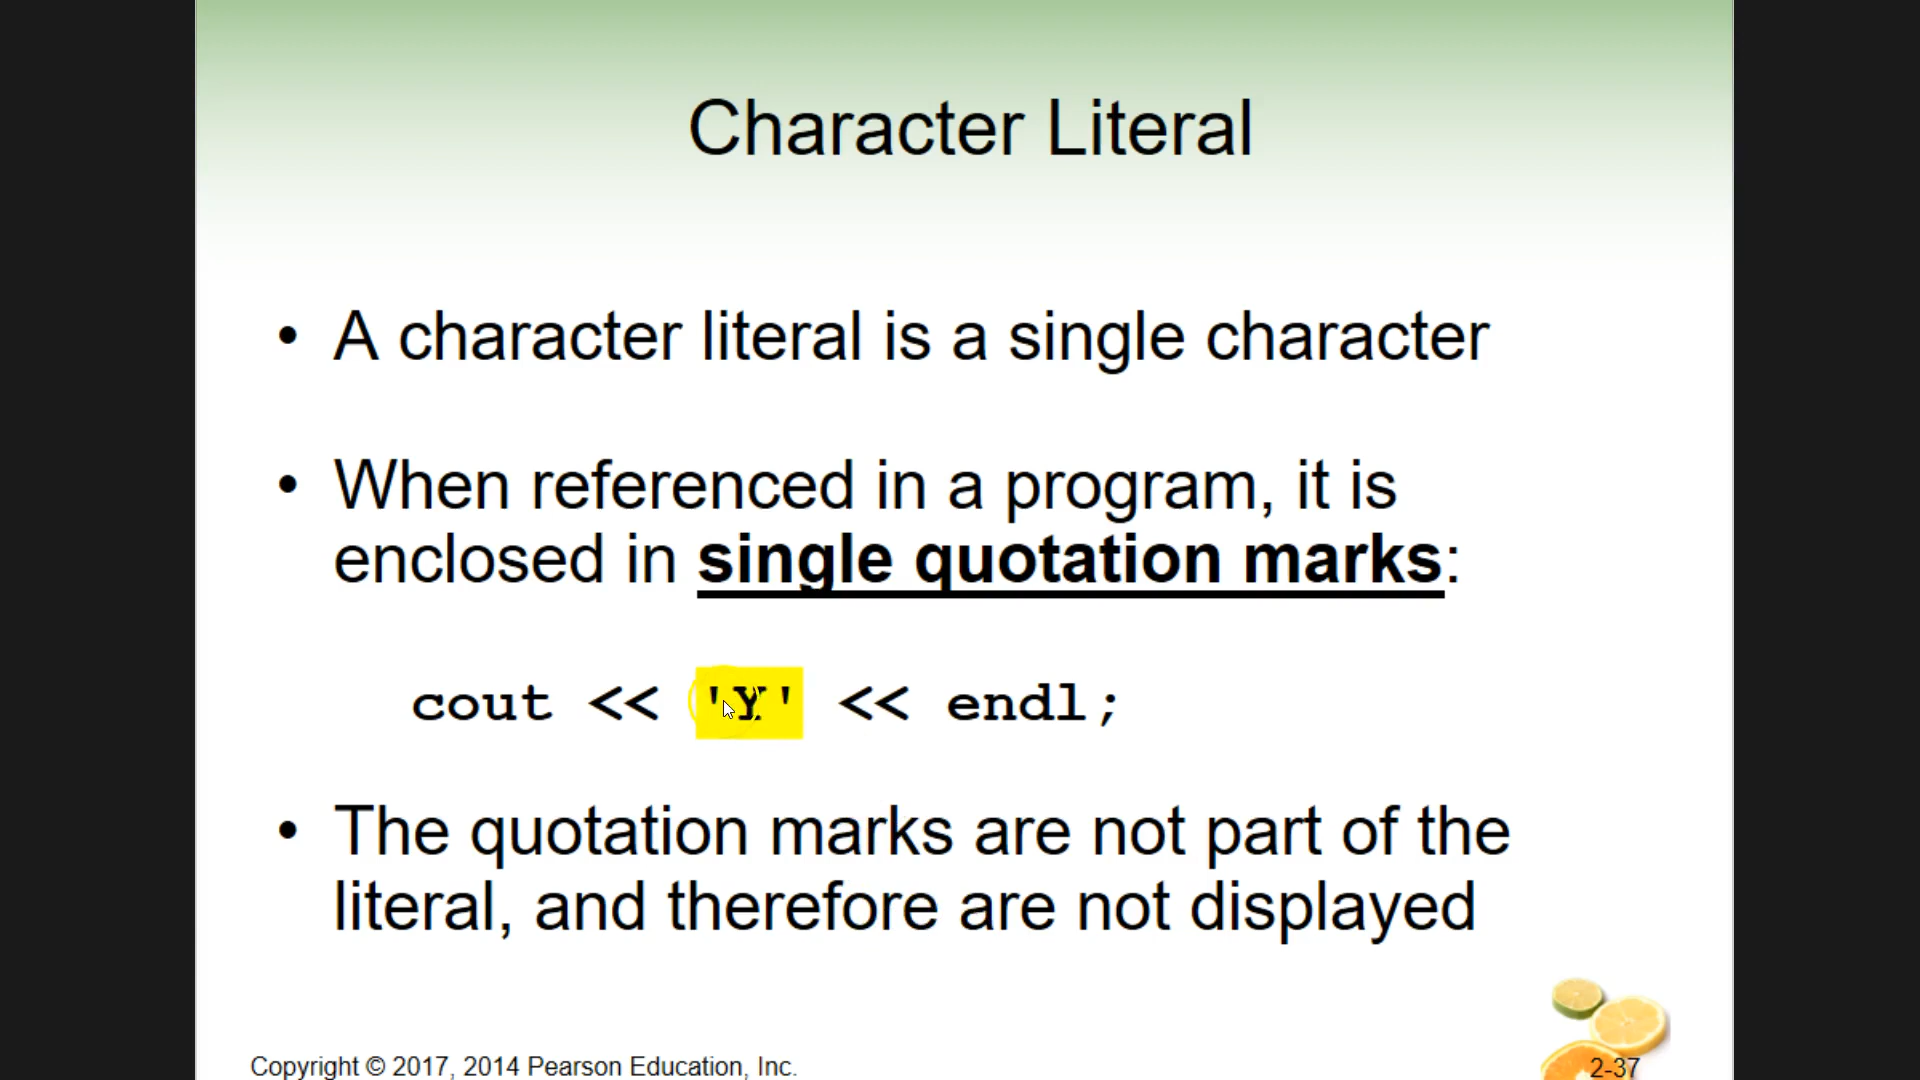 Character Literal
• A character literal is a single character
• When referenced in a program, it is
enclosed in single quotation marks:
cout << 'Y' << endl;
• The quotation marks are not part of the
literal, and therefore are not displayed
Copyright © 2017, 2014 Pearson Education, Inc.
2-37